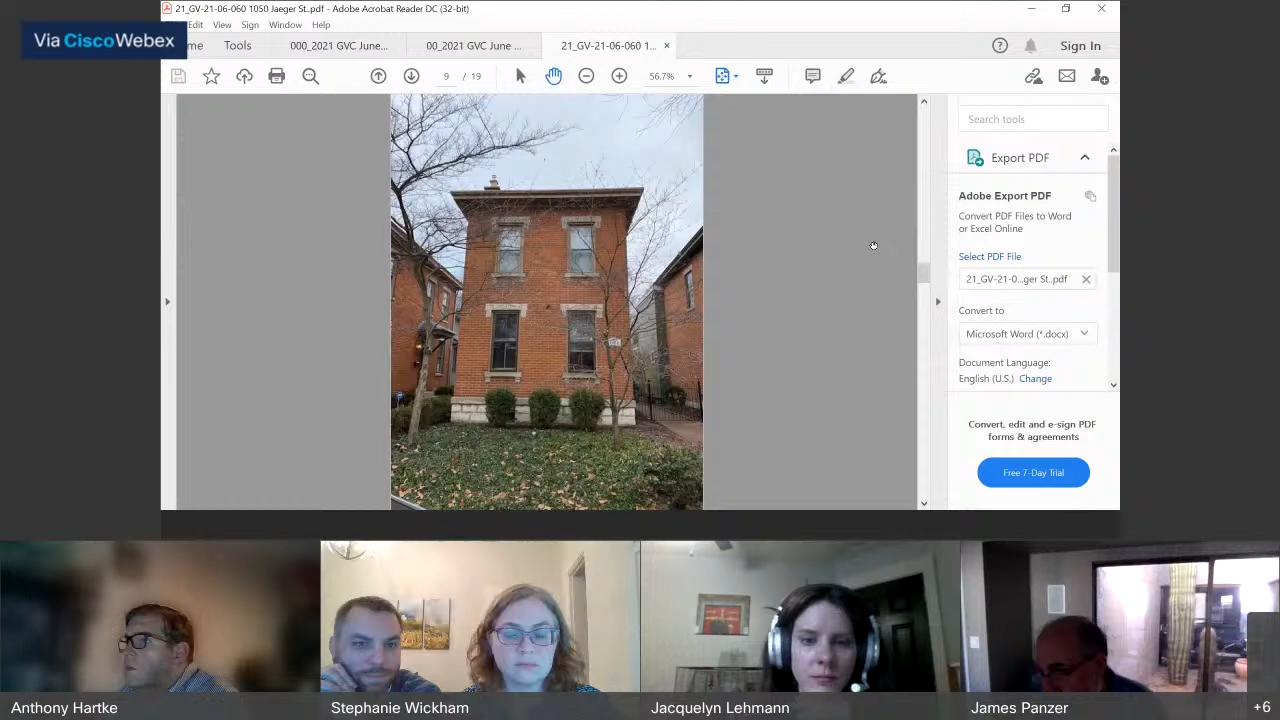 21_GV-21-06-060 1050 Jaeger St..pdf - Adobe Acrobat Reader DC (32-bit)
Edit View Sign Window Help
Via Cisco Webex
me Tools 000_2021 GVC June... 00_2021 GVC June ... 21_GV-21-06-060 1... Sign In
9 / 19 56.7%
Search tools
Export PDF
Adobe Export PDF
Convert PDF Files to Word
or Excel Online
Select PDF File
21_GV-21-0...ger St..pdf
Convert to
Microsoft Word (*.docx)
Document Language:
English (U.S.) Change
Convert, edit and e-sign PDF
forms & agreements
Free 7-Day Trial
Anthony Hartke
Stephanie Wickham
Jacquelyn Lehmann
James Panzer
+6